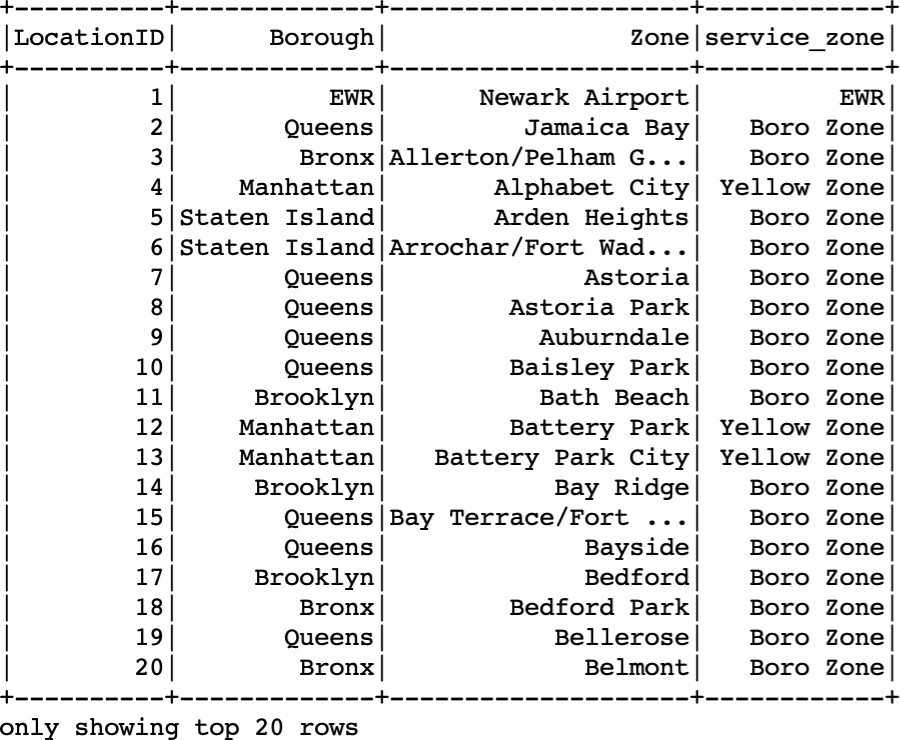 +----------+-------------+--------------------+------------+
|LocationID|      Borough|                Zone|service_zone|
+----------+-------------+--------------------+------------+
|         1|          EWR|      Newark Airport|         EWR|
|         2|       Queens|         Jamaica Bay|   Boro Zone|
|         3|        Bronx|Allerton/Pelham G...|   Boro Zone|
|         4|    Manhattan|       Alphabet City| Yellow Zone|
|         5|Staten Island|       Arden Heights|   Boro Zone|
|         6|Staten Island|Arrochar/Fort Wad...|   Boro Zone|
|         7|       Queens|             Astoria|   Boro Zone|
|         8|       Queens|        Astoria Park|   Boro Zone|
|         9|       Queens|          Auburndale|   Boro Zone|
|        10|       Queens|        Baisley Park|   Boro Zone|
|        11|     Brooklyn|          Bath Beach|   Boro Zone|
|        12|    Manhattan|        Battery Park| Yellow Zone|
|        13|    Manhattan|   Battery Park City| Yellow Zone|
|        14|     Brooklyn|           Bay Ridge|   Boro Zone|
|        15|       Queens|Bay Terrace/Fort ...|   Boro Zone|
|        16|       Queens|             Bayside|   Boro Zone|
|        17|     Brooklyn|             Bedford|   Boro Zone|
|        18|        Bronx|        Bedford Park|   Boro Zone|
|        19|       Queens|           Bellerose|   Boro Zone|
|        20|        Bronx|             Belmont|   Boro Zone|
+----------+-------------+--------------------+------------+
only showing top 20 rows